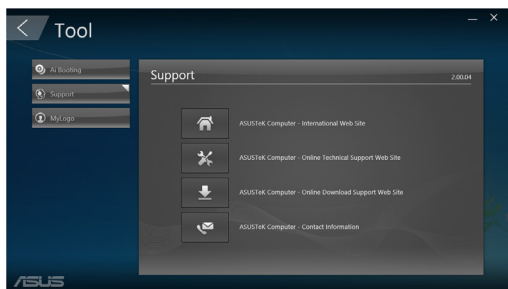 Tool
Ai Booting
Support
MyLogo
Support
2.00.04
ASUSTeK Computer - International Web Site
ASUSTeK Computer - Online Technical Support Web Site
ASUSTeK Computer - Online Download Support Web Site
ASUSTeK Computer - Contact Information
ASUS